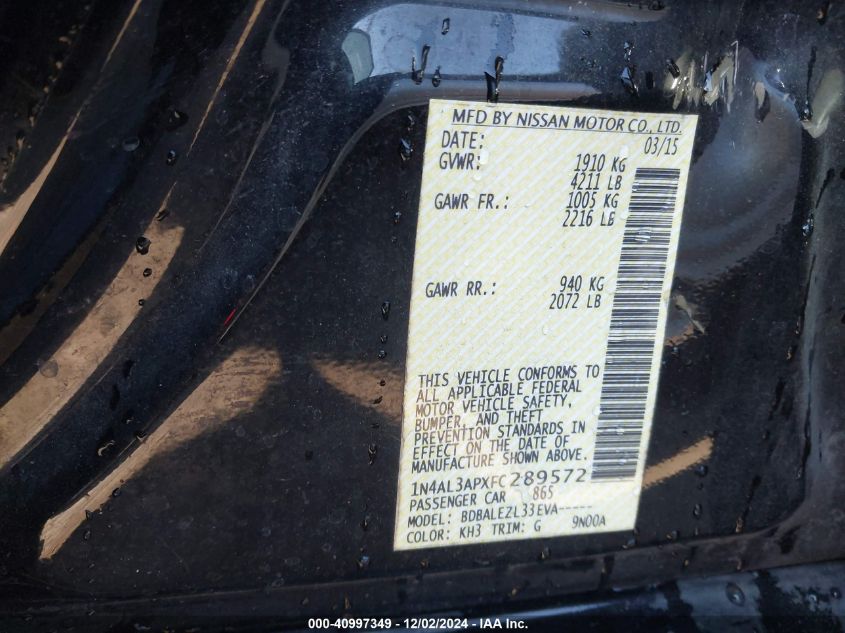 MFD BY NISSAN MOTOR CO., LTD.
DATE: 03/15
GVWR: 1910 KG
4211 LB
GAWR FR.: 1005 KG
2216 LB
GAWR RR.: 940 KG
2072 LB
THIS VEHICLE CONFORMS TO
ALL APPLICABLE FEDERAL
MOTOR VEHICLE SAFETY,
BUMPER, AND THEFT
PREVENTION STANDARDS IN
EFFECT ON THE DATE OF
MANUFACTURE SHOWN ABOVE.
1N4AL3APXFC289572
PASSENGER CAR 865
MODEL: BDBALEZL33EVA-----
COLOR: KH3 TRIM: G 9N00A
000-40997349 - 12/02/2024 - IAA Inc.